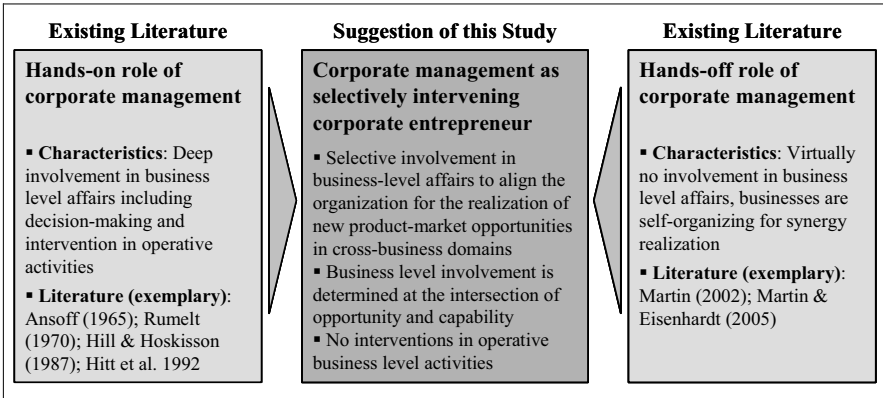 Existing Literature
Hands-on role of
corporate management
▪ Characteristics: Deep
involvement in business
level affairs including
decision-making and
intervention in operative
activities
▪ Literature (exemplary):
Ansoff (1965); Rumelt
(1970); Hill & Hoskisson
(1987); Hitt et al. 1992
Suggestion of this Study
Corporate management as
selectively intervening
corporate entrepreneur
▪ Selective involvement in
business-level affairs to align the
organization for the realization of
new product-market opportunities
in cross-business domains
▪ Business level involvement is
determined at the intersection of
opportunity and capability
▪ No interventions in operative
business level activities
Existing Literature
Hands-off role of
corporate management
▪ Characteristics: Virtually
no involvement in business
level affairs, businesses are
self-organizing for synergy
realization
▪ Literature (exemplary):
Martin (2002); Martin &
Eisenhardt (2005)